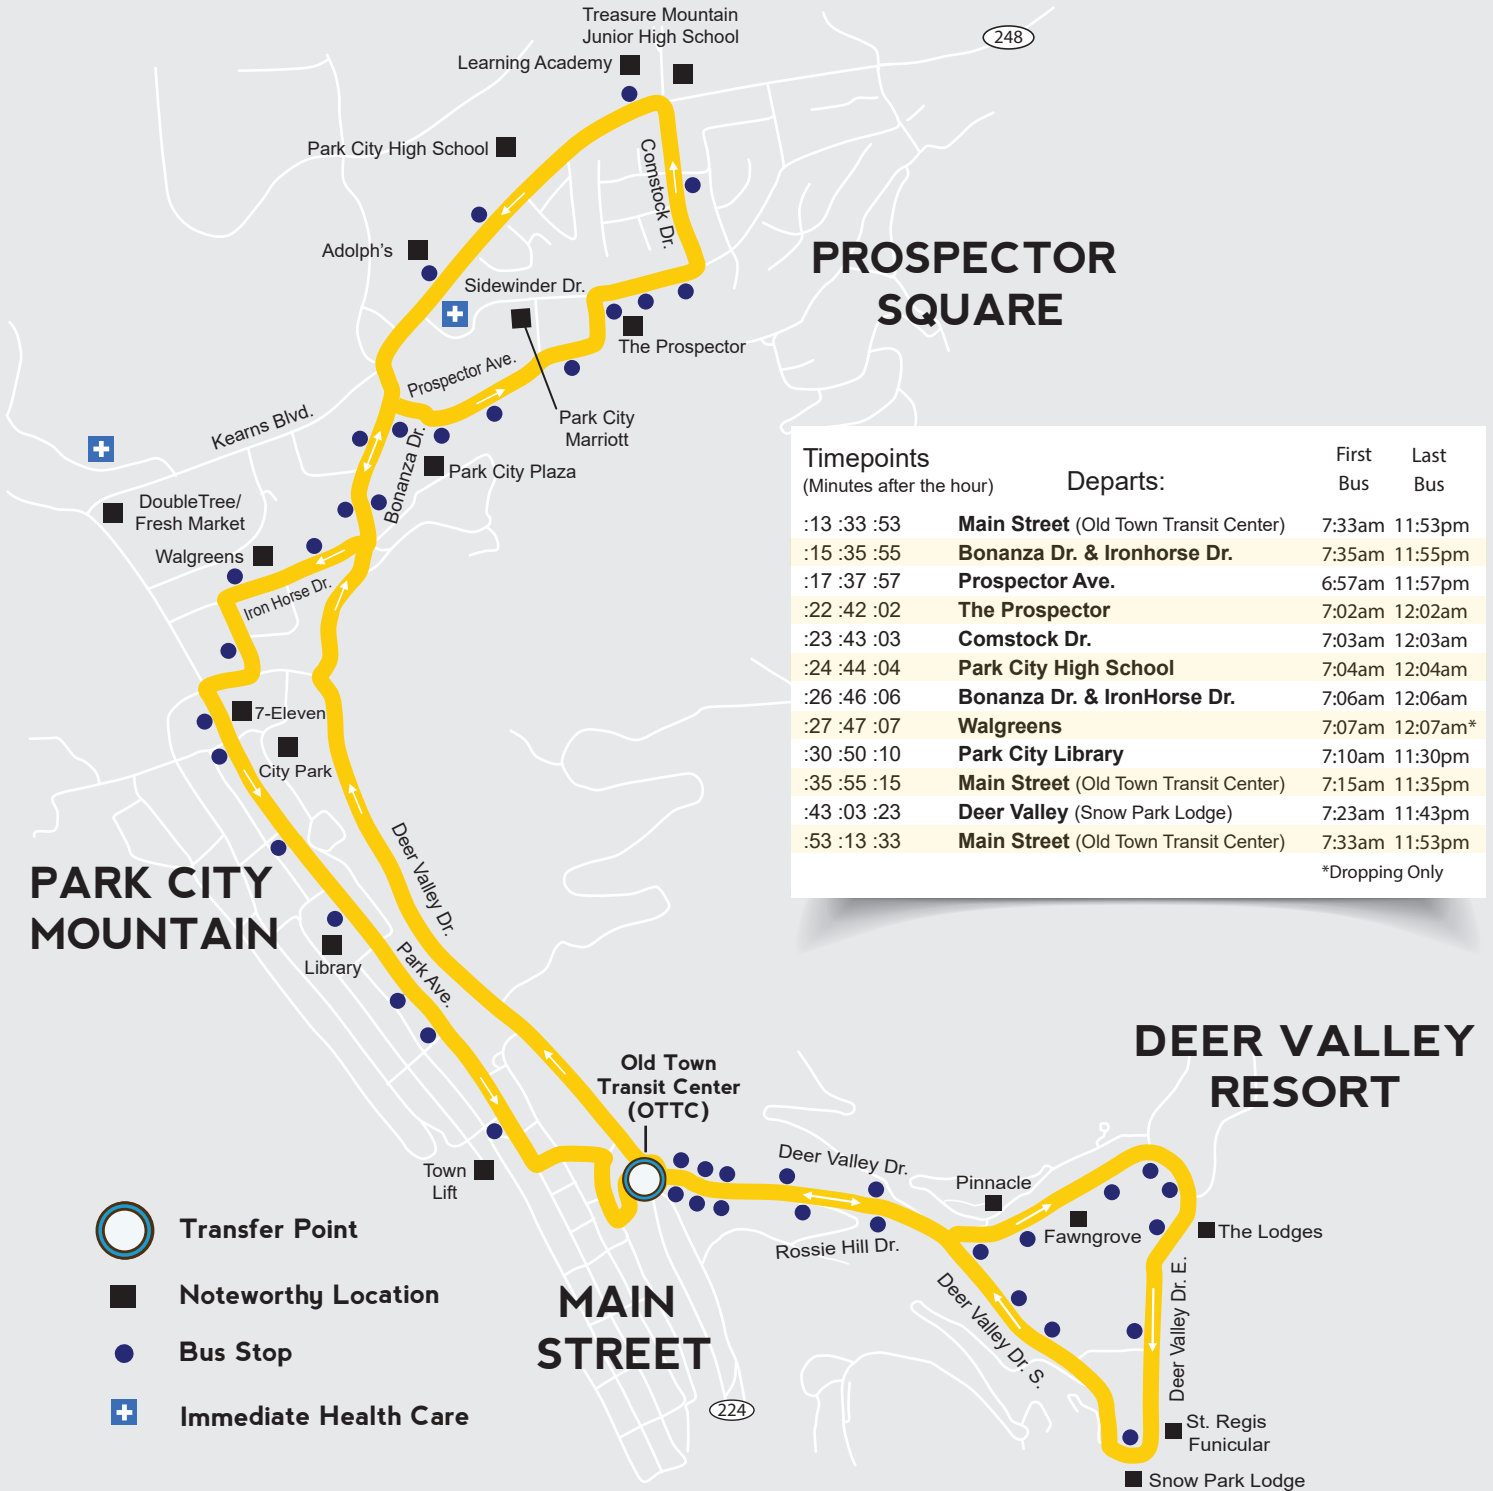 Treasure Mountain
Junior High School
248
Learning Academy
Park City High School
Comstock Dr.
Adolph's
Sidewinder Dr.
PROSPECTOR
SQUARE
The Prospector
Prospector Ave.
Park City
Marriott
Kearns Blvd.
Bonanza Dr.
Park City Plaza
DoubleTree/
Fresh Market
Walgreens
Iron Horse Dr.
7-Eleven
City Park
Timepoints
(Minutes after the hour)
Departs:
First
Bus
Last
Bus
:13 :33 :53 Main Street (Old Town Transit Center) 7:33am 11:53pm
:15 :35 :55 Bonanza Dr. & Ironhorse Dr. 7:35am 11:55pm
:17 :37 :57 Prospector Ave. 6:57am 11:57pm
:22 :42 :02 The Prospector 7:02am 12:02am
:23 :43 :03 Comstock Dr. 7:03am 12:03am
:24 :44 :04 Park City High School 7:04am 12:04am
:26 :46 :06 Bonanza Dr. & IronHorse Dr. 7:06am 12:06am
:27 :47 :07 Walgreens 7:07am 12:07am*
:30 :50 :10 Park City Library 7:10am 11:30pm
:35 :55 :15 Main Street (Old Town Transit Center) 7:15am 11:35pm
:43 :03 :23 Deer Valley (Snow Park Lodge) 7:23am 11:43pm
:53 :13 :33 Main Street (Old Town Transit Center) 7:33am 11:53pm
*Dropping Only
PARK CITY
MOUNTAIN
Deer Valley Dr.
Library
Park Ave.
Old Town
Transit Center
(OTTC)
Town
Lift
DEER VALLEY
RESORT
Deer Valley Dr.
Pinnacle
Fawngrove
The Lodges
Rossie Hill Dr.
Deer Valley Dr. S.
Deer Valley Dr. E.
St. Regis
Funicular
Snow Park Lodge
MAIN
STREET
224
Transfer Point
Noteworthy Location
Bus Stop
Immediate Health Care